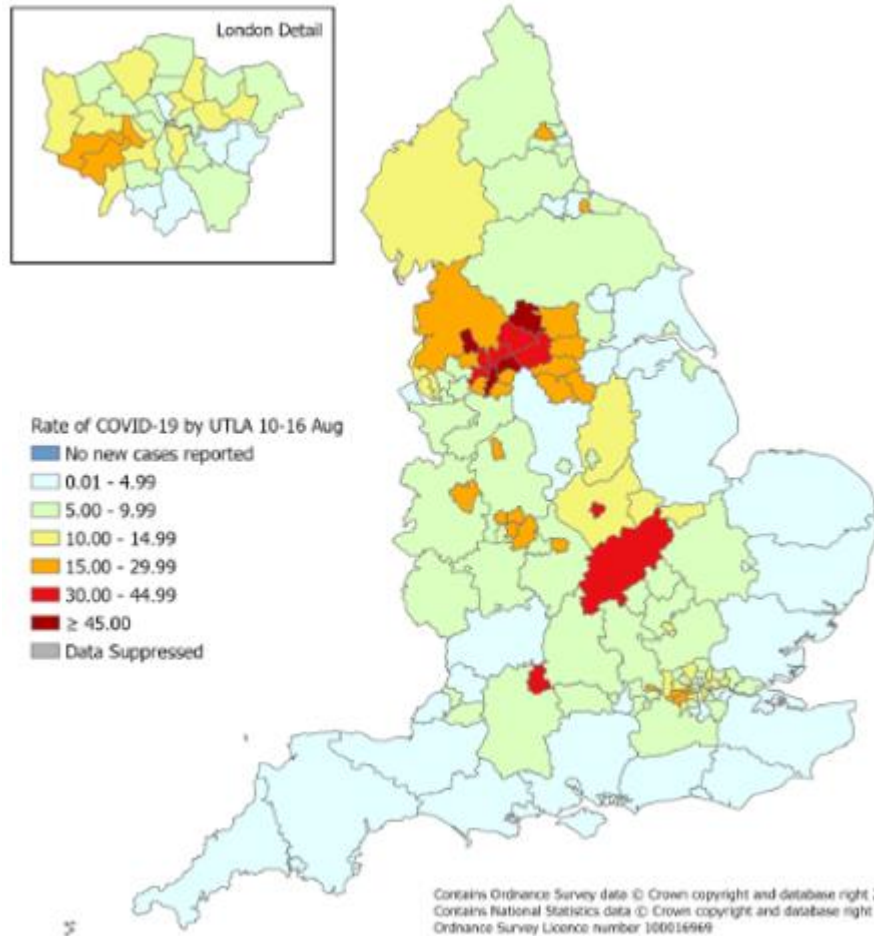 London Detail
Rate of COVID-19 by UTLA 10-16 Aug
No new cases reported
0.01 - 4.99
5.00 - 9.99
10.00 - 14.99
15.00 - 29.99
30.00 - 44.99
≥ 45.00
Data Suppressed
Contains Ordnance Survey data © Crown copyright and database right
Contains National Statistics data © Crown copyright and database right
Ordnance Survey Licence number 100016969